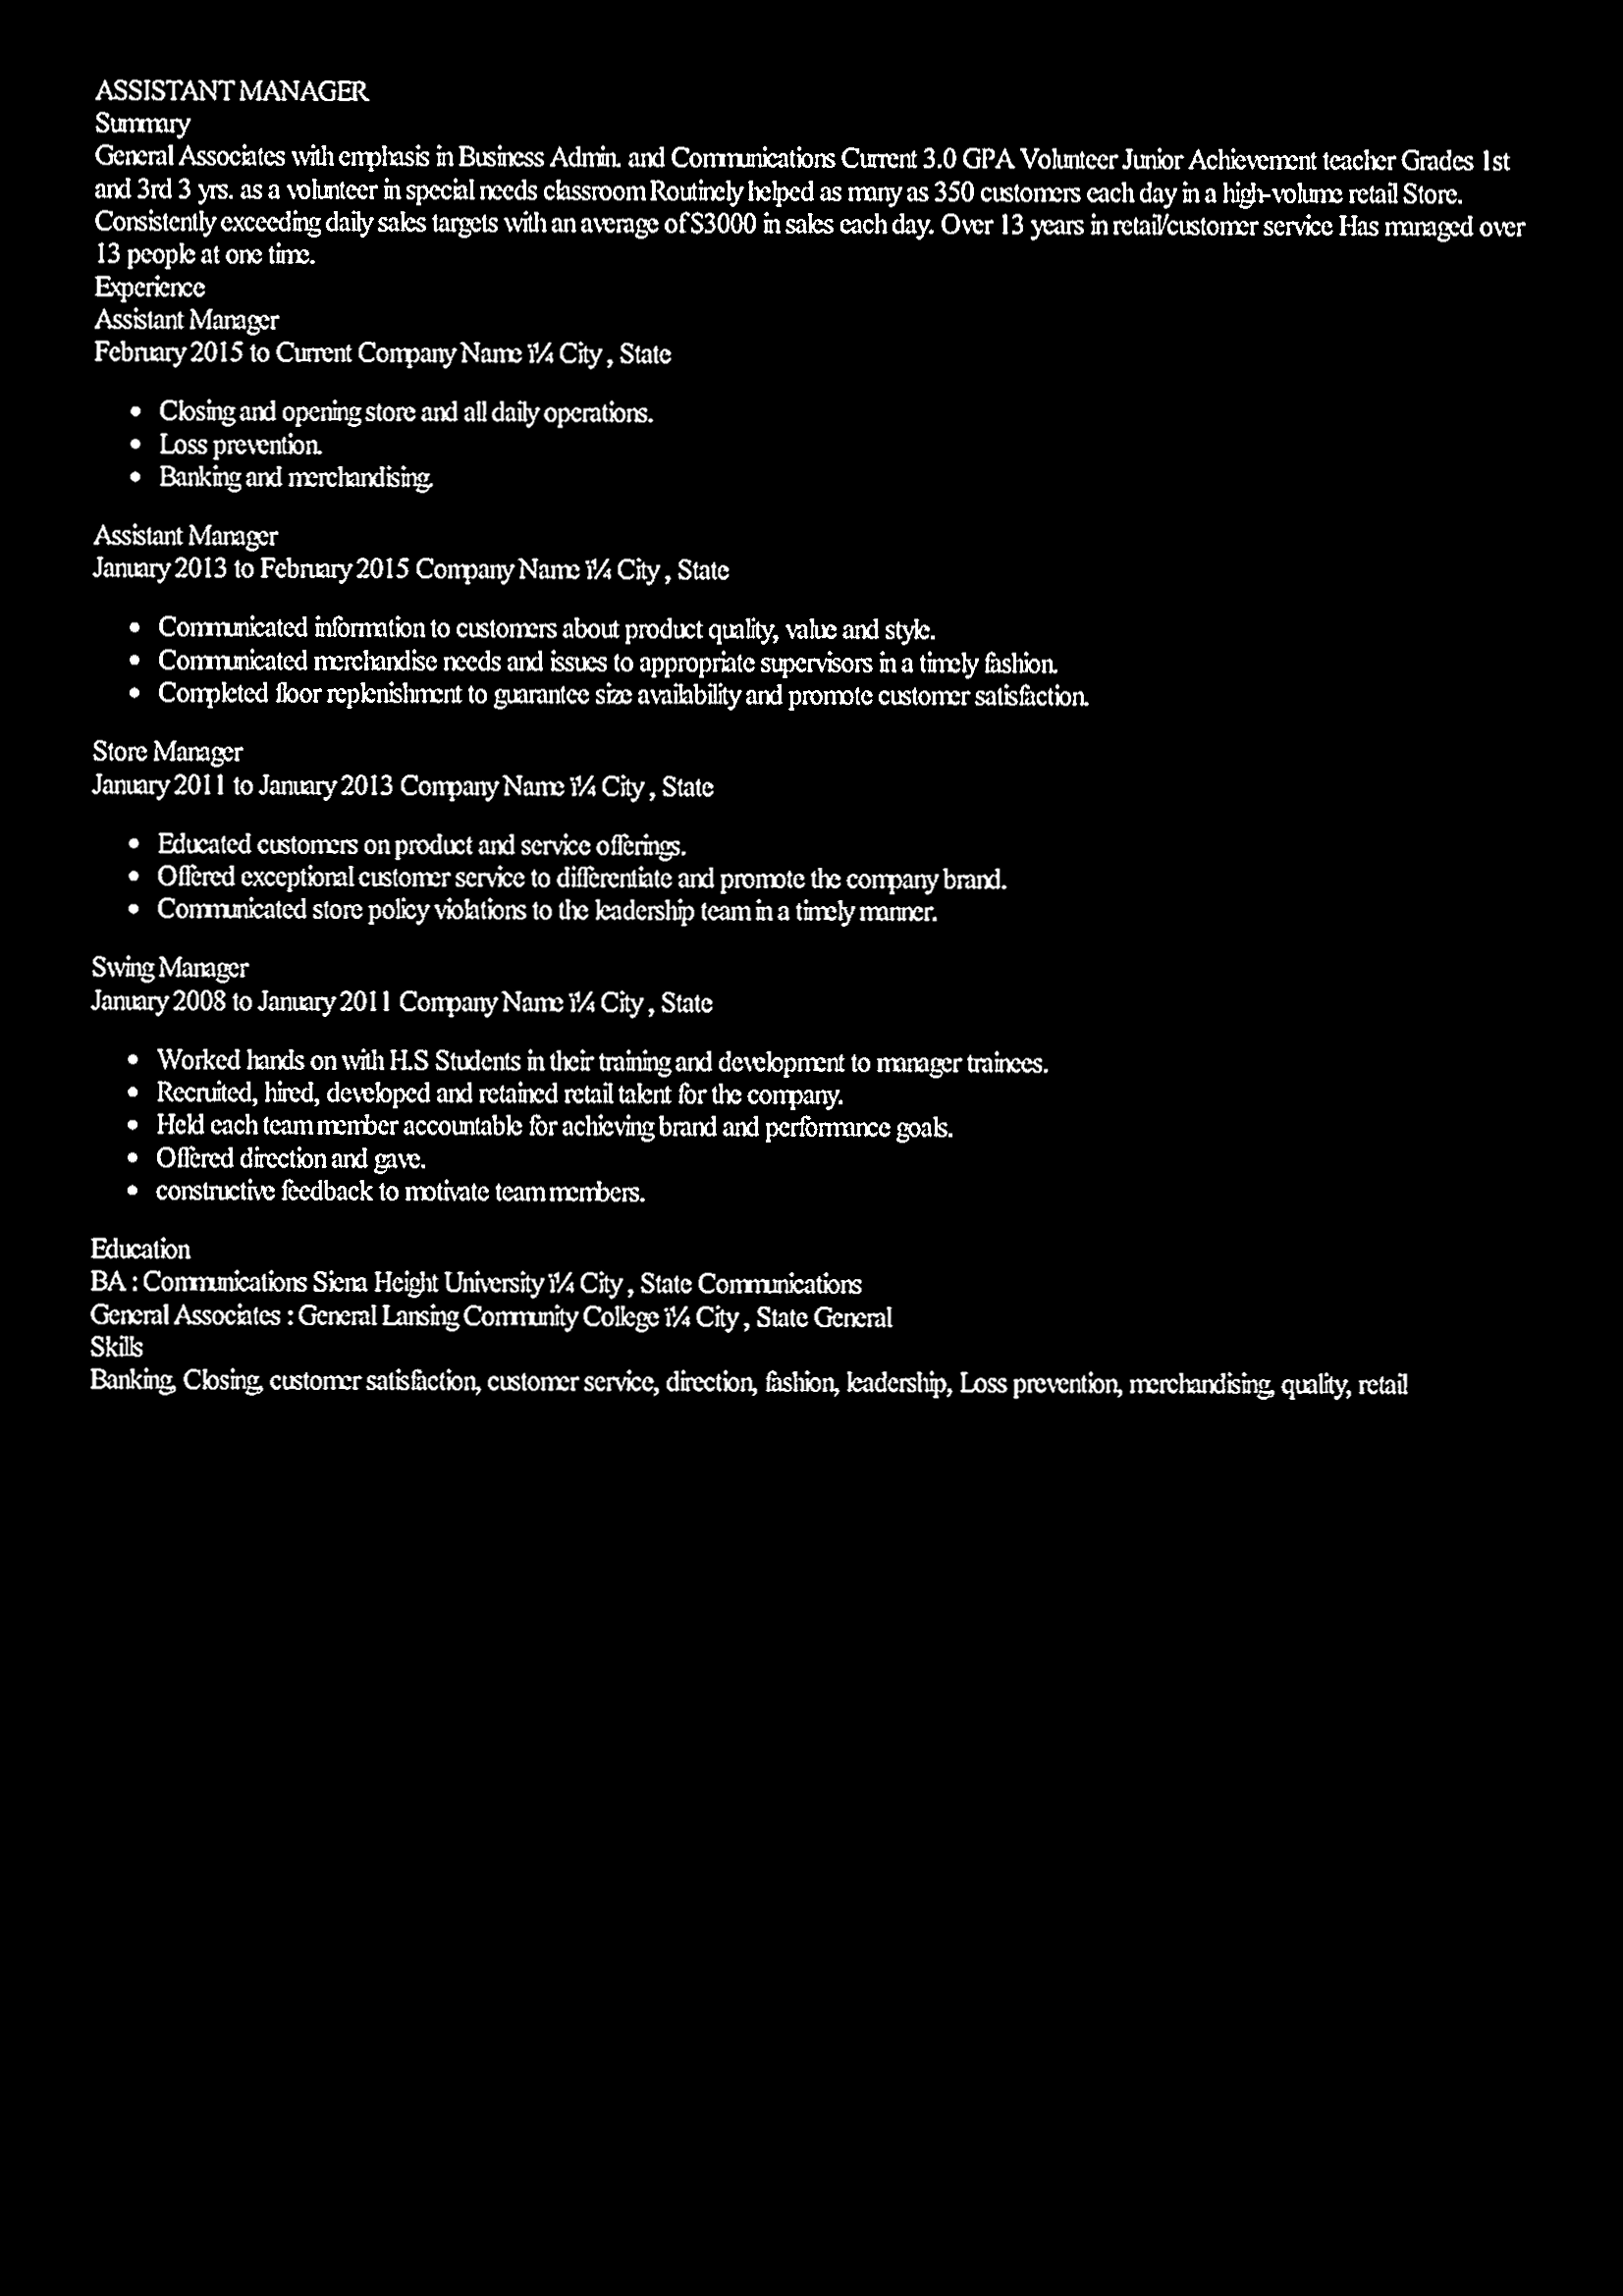 ASSISTANT MANAGER
Summary
General Associates with emphasis in Business Admin. and Communications Current 3.0 GPA Volunteer Junior Achievement teacher Grades 1st
and 3rd 3 yrs. as a volunteer in special needs classroom Routinely helped as many as 350 customers each day in a high-volume retail Store.
Consistently exceeding daily sales targets with an average of $3000 in sales each day. Over 13 years in retail/customer service Has managed over
13 people at one time.
Experience
Assistant Manager
February 2015 to Current Company Name ï¼ City , State
• Closing and opening store and all daily operations.
• Loss prevention.
• Banking and merchandising.
Assistant Manager
January 2013 to February 2015 Company Name ï¼ City , State
• Communicated information to customers about product quality, value and style.
• Communicated merchandise needs and issues to appropriate supervisors in a timely fashion.
• Completed floor replenishment to guarantee size availability and promote customer satisfaction.
Store Manager
January 2011 to January 2013 Company Name ï¼ City , State
• Educated customers on product and service offerings.
• Offered exceptional customer service to differentiate and promote the company brand.
• Communicated store policy violations to the leadership team in a timely manner.
Swing Manager
January 2008 to January 2011 Company Name ï¼ City , State
• Worked hands on with H.S Students in their training and development to manager trainees.
• Recruited, hired, developed and retained retail talent for the company.
• Held each team member accountable for achieving brand and performance goals.
• Offered direction and gave.
• constructive feedback to motivate team members.
Education
BA : Communications Siena Height University ï¼ City , State Communications
General Associates : General Lansing Community College ï¼ City , State General
Skills
Banking, Closing, customer satisfaction, customer service, direction, fashion, leadership, Loss prevention, merchandising, quality, retail